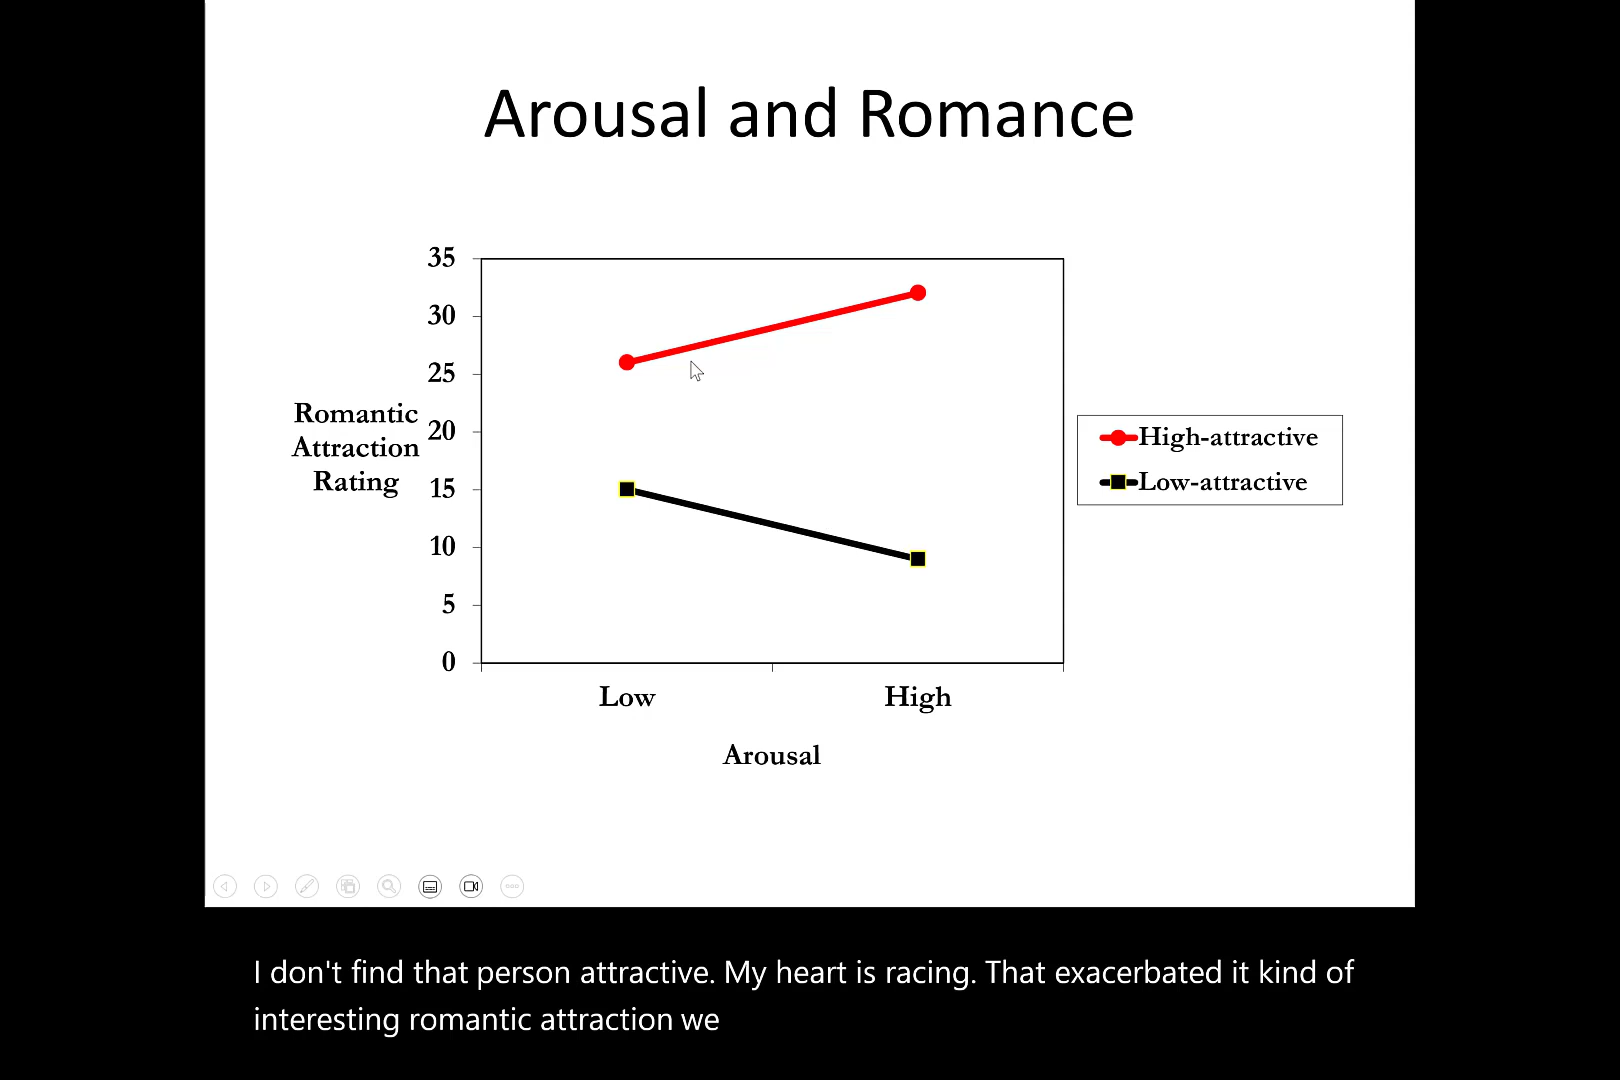 Arousal and Romance
35
30
25
20
15
10
5
0
Romantic
Attraction
Rating
High-attractive
Low-attractive
Low
High
Arousal
I don't find that person attractive. My heart is racing. That exacerbated it kind of
interesting romantic attraction we